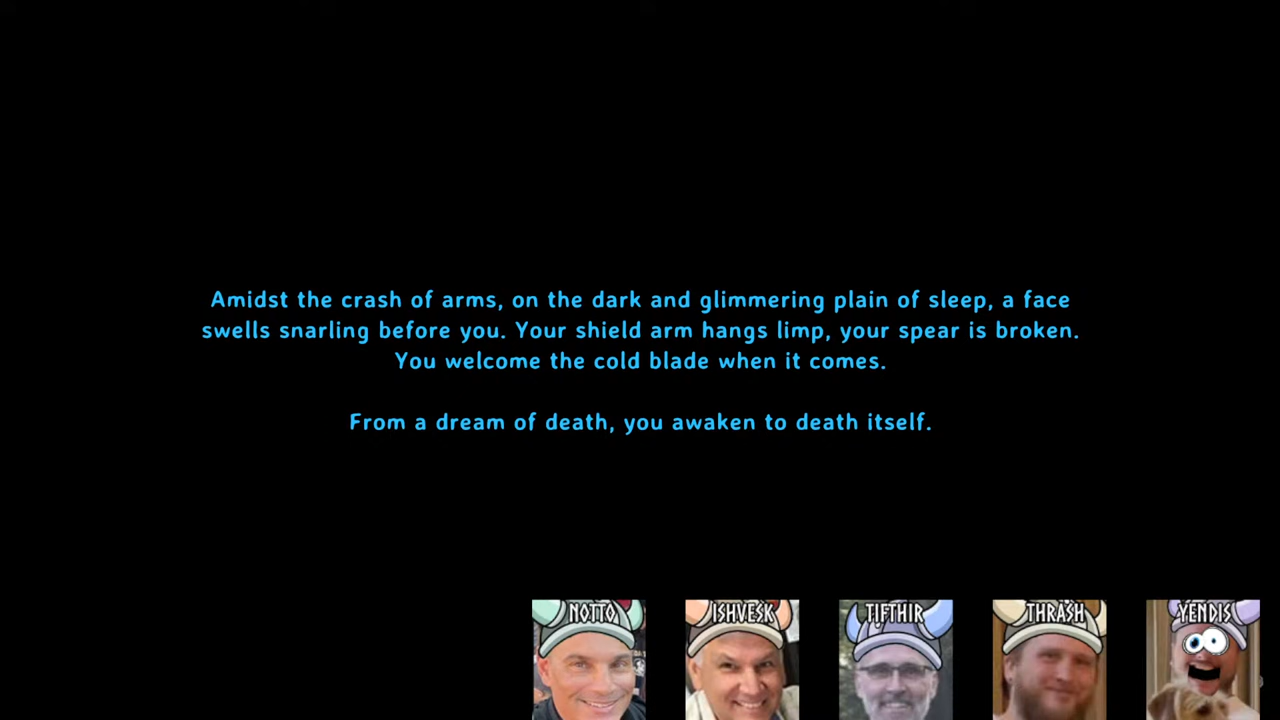 Amidst the crash of arms, on the dark and glimmering plain of sleep, a face
swells snarling before you. Your shield arm hangs limp, your spear is broken.
You welcome the cold blade when it comes.
From a dream of death, you awaken to death itself.
NOTTO
ISHVESK
TIFTHIR
THRASH
YENDIS